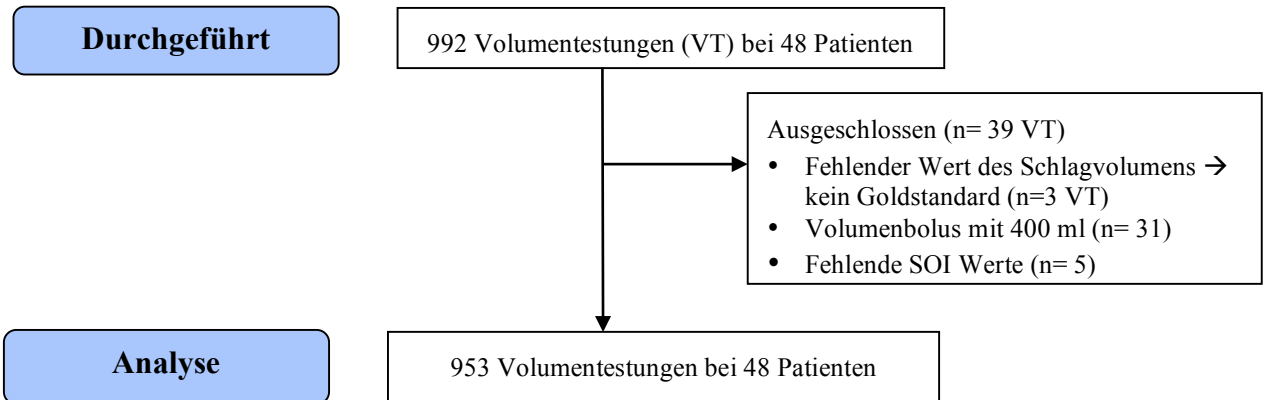 Durchgeführt
992 Volumentestungen (VT) bei 48 Patienten
Ausgeschlossen (n= 39 VT)
• Fehlender Wert des Schlagvolumens →
kein Goldstandard (n=3 VT)
• Volumenbolus mit 400 ml (n= 31)
• Fehlende SOI Werte (n= 5)
Analyse
953 Volumentestungen bei 48 Patienten